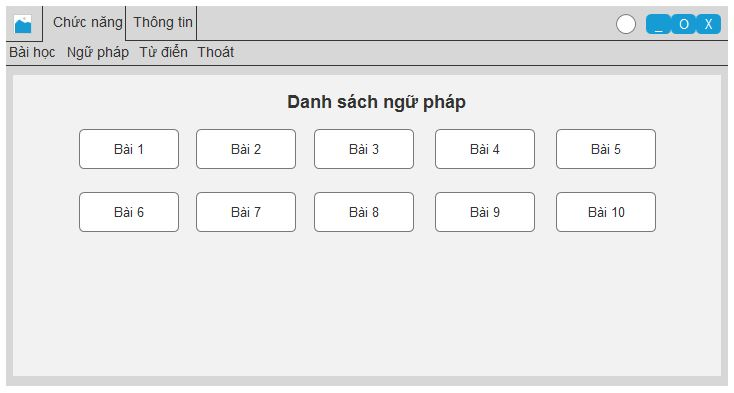 Chức năng Thông tin _ O X
Bài học Ngữ pháp Từ điển Thoát
Danh sách ngữ pháp
Bài 1 Bài 2 Bài 3 Bài 4 Bài 5
Bài 6 Bài 7 Bài 8 Bài 9 Bài 10